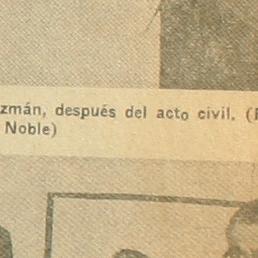 zmán, después del acto civil. (
Noble)